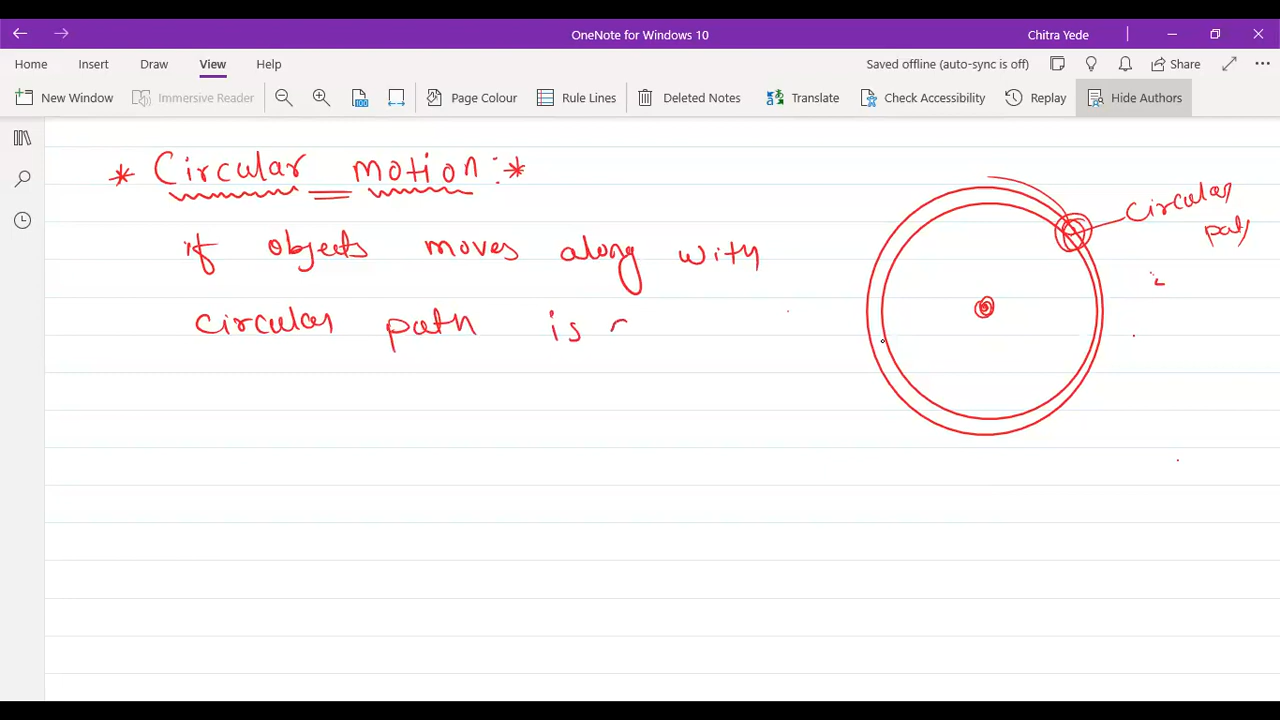 OneNote for Windows 10
Chitra Yede
Home Insert Draw View Help
Saved offline (auto-sync is off)
Share
New Window Immersive Reader Page Colour Rule Lines Deleted Notes Translate Check Accessibility Replay Hide Authors
* Circular motion:*
if objects moves along with
circular path is
circular
path